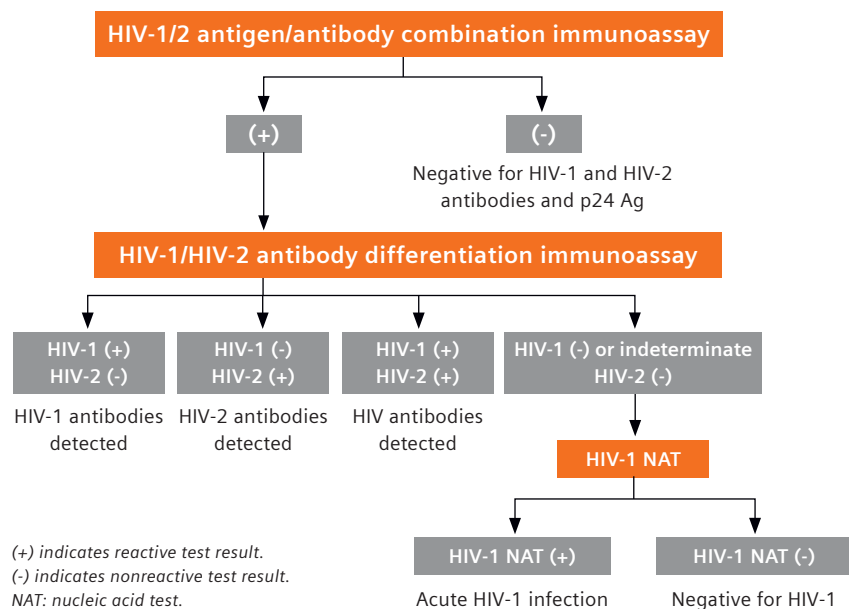 HIV-1/2 antigen/antibody combination immunoassay
(+)
(-)
Negative for HIV-1 and HIV-2
antibodies and p24 Ag
HIV-1/HIV-2 antibody differentiation immunoassay
HIV-1 (+)
HIV-2 (-)
HIV-1 antibodies
detected
HIV-1 (-)
HIV-2 (+)
HIV-2 antibodies
detected
HIV-1 (+)
HIV-2 (+)
HIV antibodies
detected
HIV-1 (-) or indeterminate
HIV-2 (-)
HIV-1 NAT
HIV-1 NAT (+)
Acute HIV-1 infection
HIV-1 NAT (-)
Negative for HIV-1
(+) indicates reactive test result.
(-) indicates nonreactive test result.
NAT: nucleic acid test.